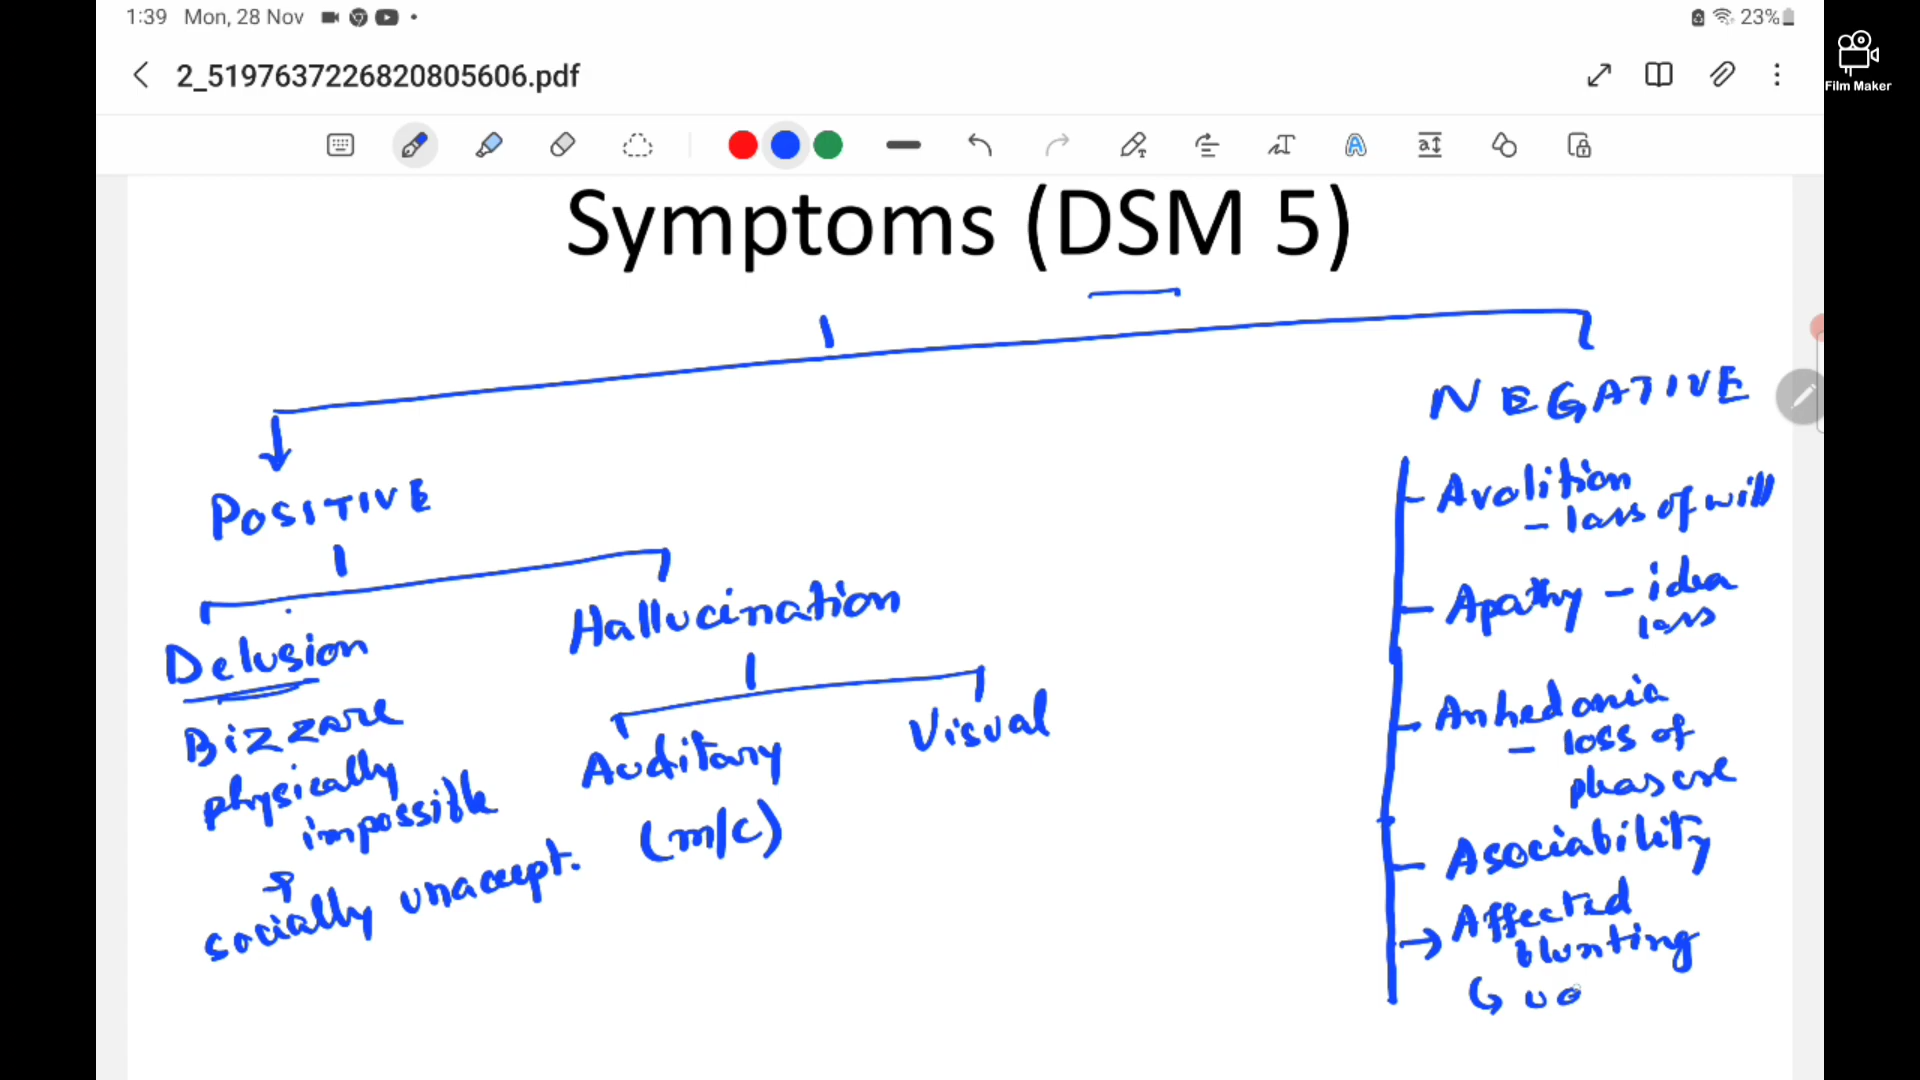 1:39 Mon, 28 Nov
23%
Film Maker
2_5197637226820805606.pdf
Symptoms (DSM 5)
POSITIVE
Delusion
Bizzare
physically
impossible
socially unaccept.
Hallucination
Auditary
(m/c)
Visual
NEGATIVE
Avolition
- loss of will
Apathy - idea
loss
Anhedonia
- loss of
pleasure
Asociability
Affected
blunting